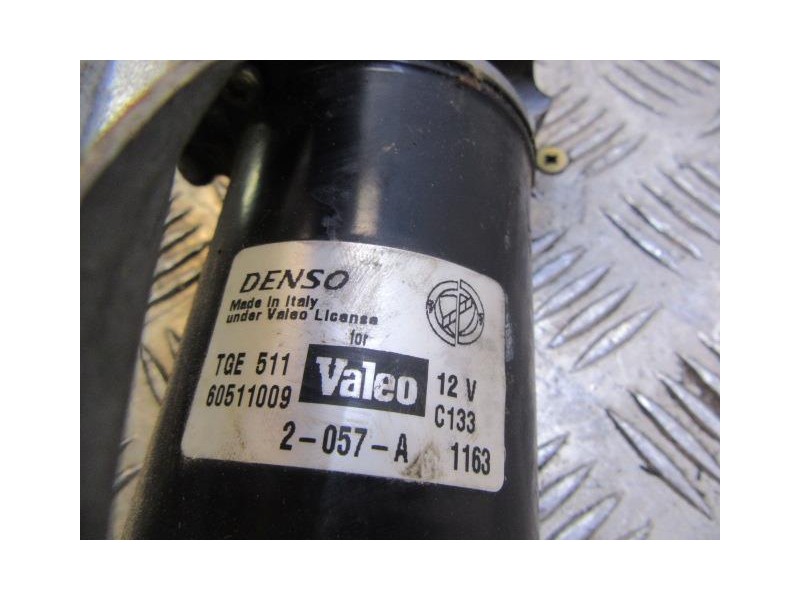 DENSO
Made in Italy
under Valeo License
for
TGE 511 Valeo 12 V
60511009 C133
2-057-A 1163